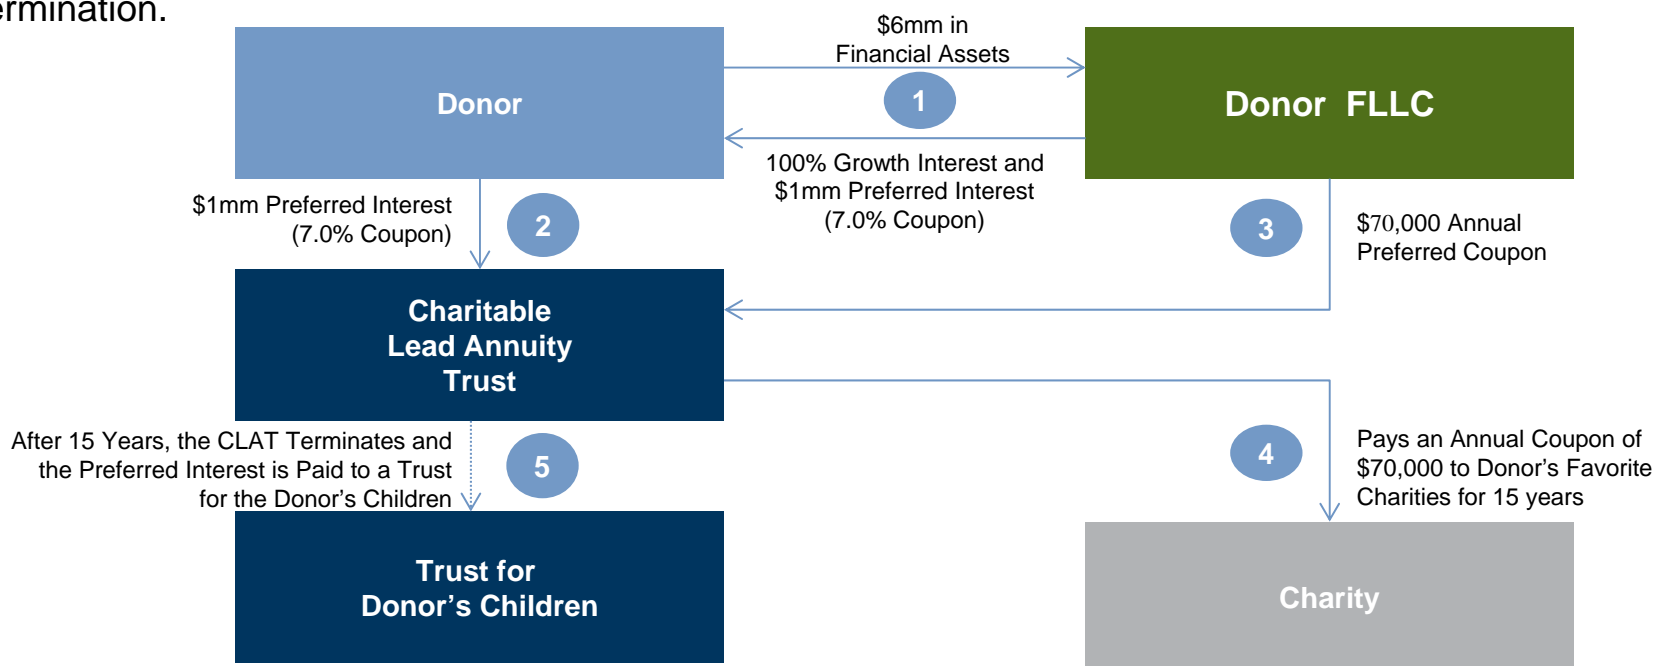 ermination.
$6mm in
Financial Assets
Donor
1
Donor FLLC
100% Growth Interest and
$1mm Preferred Interest
(7.0% Coupon)
$1mm Preferred Interest
(7.0% Coupon)
2
3
$70,000 Annual
Preferred Coupon
Charitable
Lead Annuity
Trust
After 15 Years, the CLAT Terminates and
the Preferred Interest is Paid to a Trust
for the Donor’s Children
5
4
Pays an Annual Coupon of
$70,000 to Donor’s Favorite
Charities for 15 years
Trust for
Donor’s Children
Charity